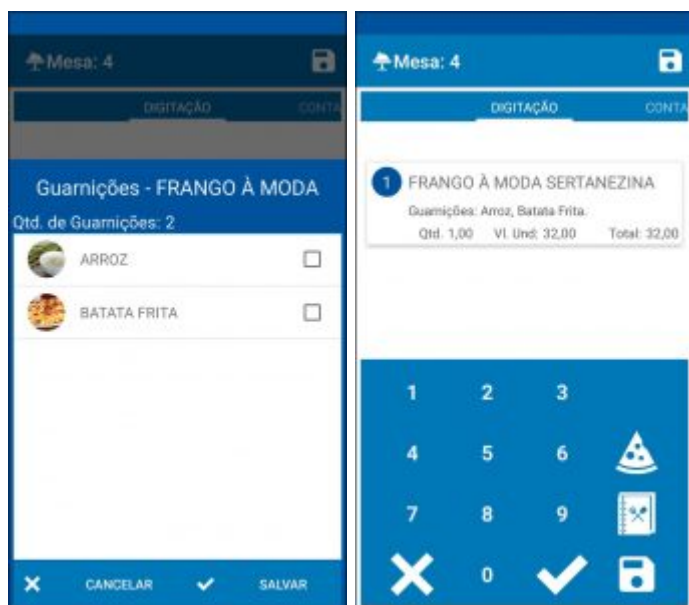 Mesa: 4
DIGITAÇÃO CONTA
Guarnições - FRANGO À MODA
Qtd. de Guarnições: 2
ARROZ
BATATA FRITA
CANCELAR SALVAR
Mesa: 4
DIGITAÇÃO CONTA
1 FRANGO À MODA SERTANEZINA
Guarnições: Arroz, Batata Frita.
Qtd. 1,00 Vl. Und: 32,00 Total: 32,00
1 2 3
4 5 6
7 8 9
0